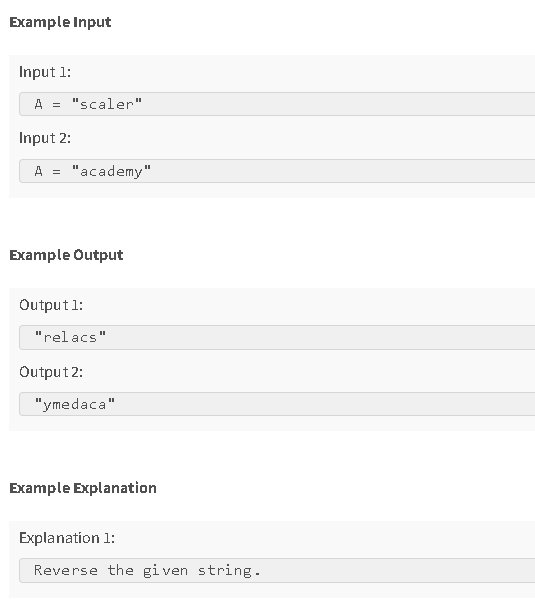 Example Input
Input 1:
A = "scaler"
Input 2:
A = "academy"
Example Output
Output 1:
"relacs"
Output 2:
"ymedaca"
Example Explanation
Explanation 1:
Reverse the given string.